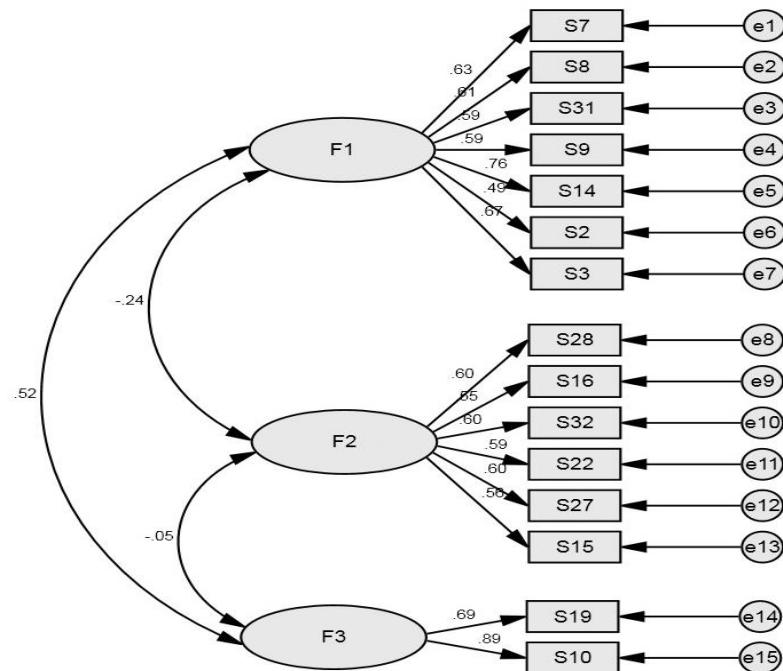 S7 e1
.63
S8 e2
.61
S31 e3
.59
F1 .59 S9 e4
.76
S14 e5
.49
S2 e6
.67
S3 e7
-.24
S28 e8
.60
S16 e9
.52
.60
S32 e10
F2 .59 S22 e11
.60
S27 e12
.56
S15 e13
-.05
.69 S19 e14
F3
.89 S10 e15